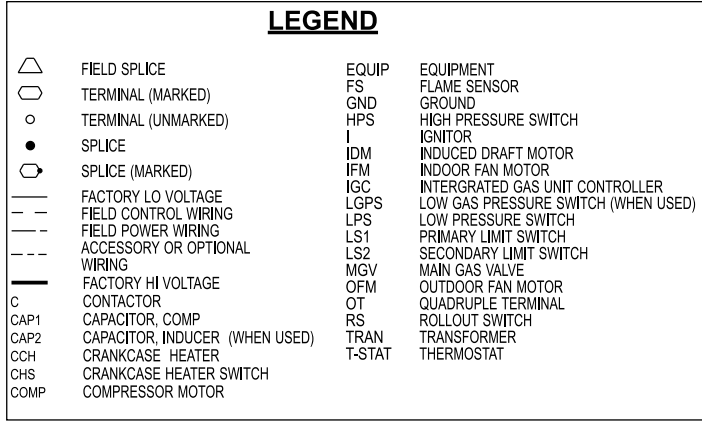 LEGEND
FIELD SPLICE
TERMINAL (MARKED)
TERMINAL (UNMARKED)
SPLICE
SPLICE (MARKED)
FACTORY LO VOLTAGE
FIELD CONTROL WIRING
FIELD POWER WIRING
ACCESSORY OR OPTIONAL
WIRING
FACTORY HI VOLTAGE
C CONTACTOR
CAP1 CAPACITOR, COMP
CAP2 CAPACITOR, INDUCER (WHEN USED)
CCH CRANKCASE HEATER
CHS CRANKCASE HEATER SWITCH
COMP COMPRESSOR MOTOR
EQUIP EQUIPMENT
FS FLAME SENSOR
GND GROUND
HPS HIGH PRESSURE SWITCH
I IGNITOR
IDM INDUCED DRAFT MOTOR
IFM INDOOR FAN MOTOR
IGC INTERGRATED GAS UNIT CONTROLLER
LGPS LOW GAS PRESSURE SWITCH (WHEN USED)
LPS LOW PRESSURE SWITCH
LS1 PRIMARY LIMIT SWITCH
LS2 SECONDARY LIMIT SWITCH
MGV MAIN GAS VALVE
OFM OUTDOOR FAN MOTOR
OT QUADRUPLE TERMINAL
RS ROLLOUT SWITCH
TRAN TRANSFORMER
T-STAT THERMOSTAT